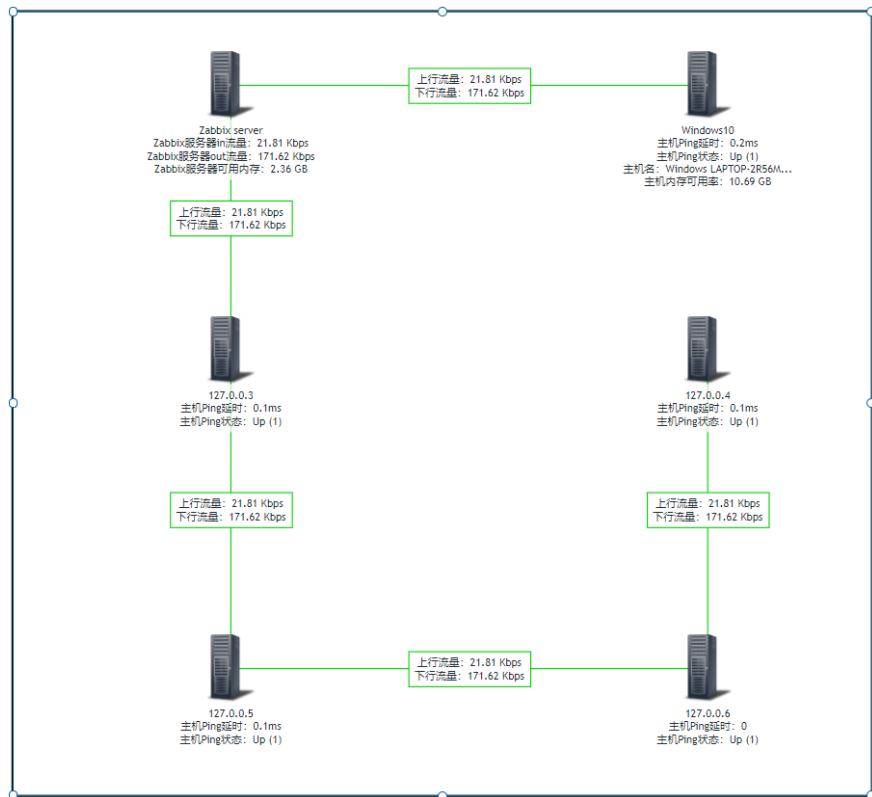 上行流量：21.81 Kbps
下行流量：171.62 Kbps
Zabbix server
Zabbix服务器in流量：21.81 Kbps
Zabbix服务器out流量：171.62 Kbps
Zabbix服务器可用内存：2.36 GB
Windows10
主机Ping延时：0.2ms
主机Ping状态：Up (1)
主机名：Windows LAPTOP-2R56M...
主机内存可用率：10.69 GB
上行流量：21.81 Kbps
下行流量：171.62 Kbps
127.0.0.3
主机Ping延时：0.1ms
主机Ping状态：Up (1)
127.0.0.4
主机Ping延时：0.1ms
主机Ping状态：Up (1)
上行流量：21.81 Kbps
下行流量：171.62 Kbps
上行流量：21.81 Kbps
下行流量：171.62 Kbps
上行流量：21.81 Kbps
下行流量：171.62 Kbps
127.0.0.5
主机Ping延时：0.1ms
主机Ping状态：Up (1)
127.0.0.6
主机Ping延时：0
主机Ping状态：Up (1)